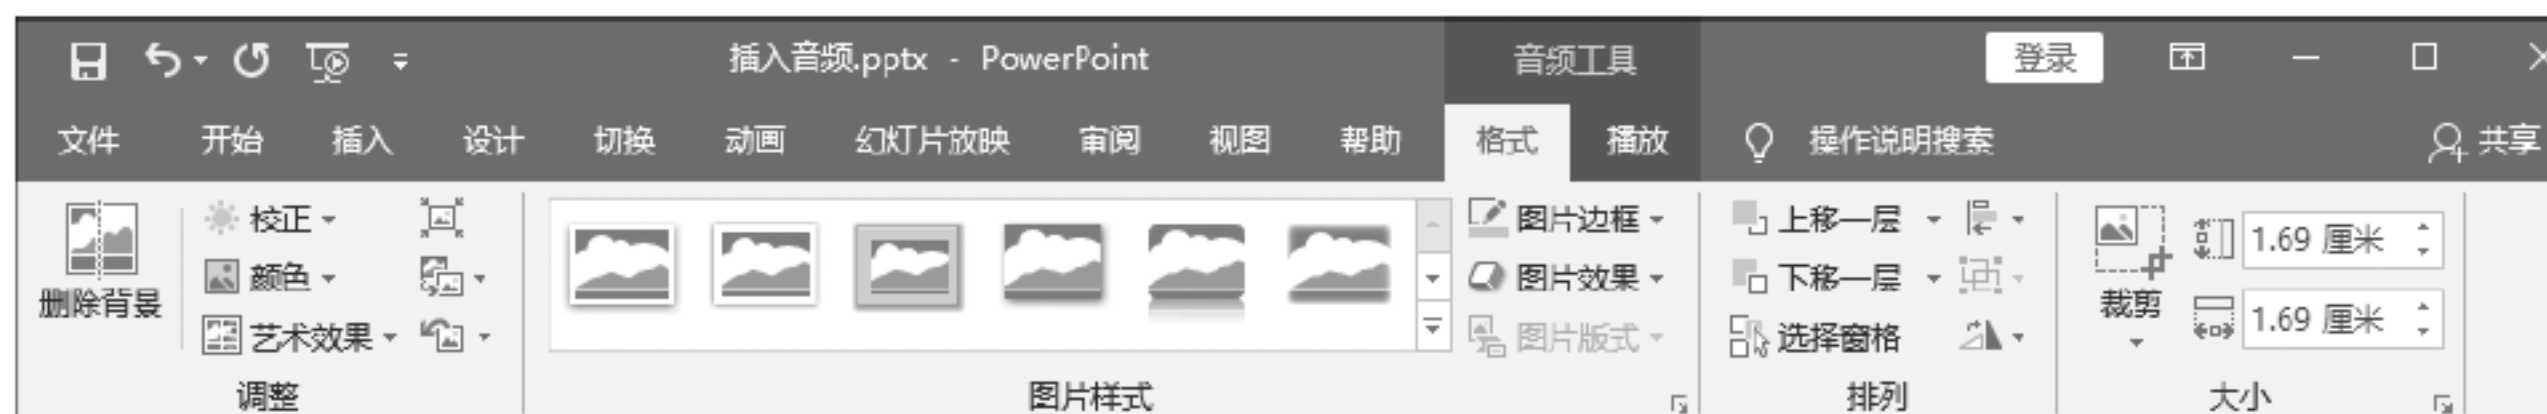 插入音频.pptx - PowerPoint
音频工具
登录
文件 开始 插入 设计 切换 动画 幻灯片放映 审阅 视图 帮助 格式 播放 操作说明搜索 共享
删除背景
校正
颜色
艺术效果
调整
图片边框
图片效果
图片版式
图片样式
上移一层
下移一层
选择窗格
排列
裁剪
1.69 厘米
1.69 厘米
大小